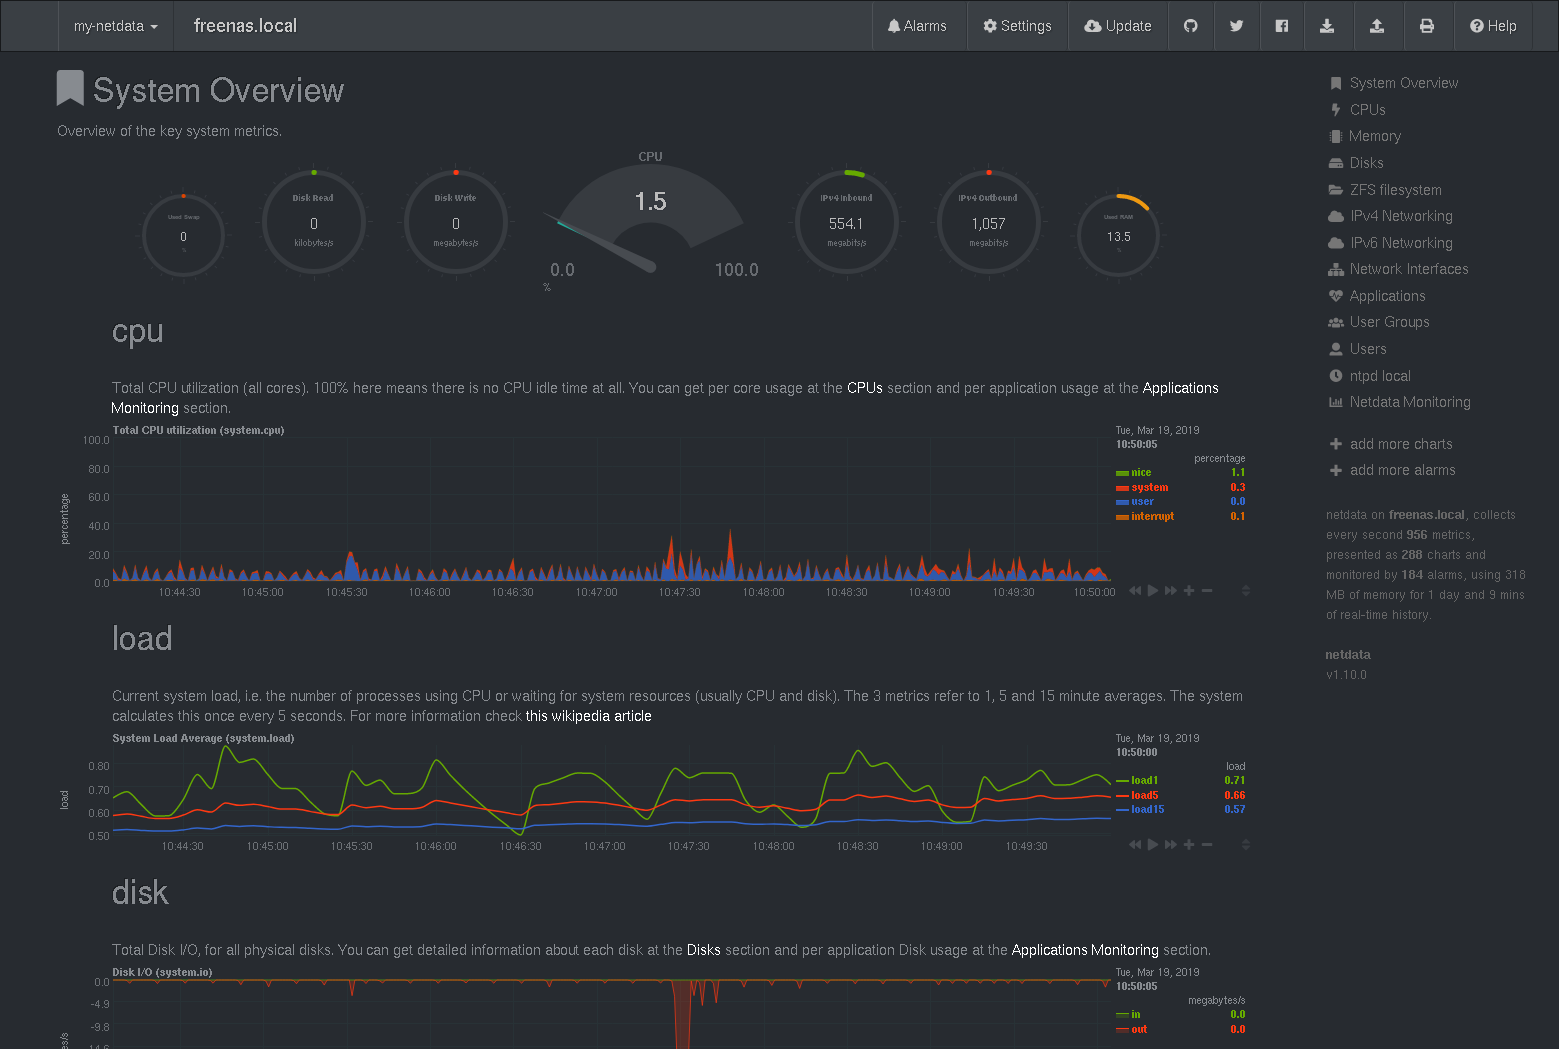 my-netdata
freenas.local
Alarms
Settings
Update
Help
System Overview
Overview of the key system metrics.
Used Swap
0
%
Disk Read
0
kilobytes/s
Disk Write
0
megabytes/s
CPU
1.5
0.0
100.0
%
IPv4 Inbound
554.1
megabits/s
IPv4 Outbound
1,057
megabits/s
Used RAM
13.5
%
cpu
Total CPU utilization (all cores). 100% here means there is no CPU idle time at all. You can get per core usage at the CPUs section and per application usage at the Applications
Monitoring section.
Total CPU utilization (system.cpu)
percentage
100.0
80.0
60.0
40.0
20.0
0.0
10:44:30 10:45:00 10:45:30 10:46:00 10:46:30 10:47:00 10:47:30 10:48:00 10:48:30 10:49:00 10:49:30 10:50:00
Tue, Mar 19, 2019
10:50:05
percentage
nice 1.1
system 0.3
user 0.0
interrupt 0.1
load
Current system load, i.e. the number of processes using CPU or waiting for system resources (usually CPU and disk). The 3 metrics refer to 1, 5 and 15 minute averages. The system
calculates this once every 5 seconds. For more information check this wikipedia article
System Load Average (system.load)
load
0.80
0.70
0.60
0.50
10:44:30 10:45:00 10:45:30 10:46:00 10:46:30 10:47:00 10:47:30 10:48:00 10:48:30 10:49:00 10:49:30
Tue, Mar 19, 2019
10:50:00
load
load1 0.71
load5 0.66
load15 0.57
disk
Total Disk I/O, for all physical disks. You can get detailed information about each disk at the Disks section and per application Disk usage at the Applications Monitoring section.
Disk I/O (system.io)
0.0
-4.9
-9.8
-14.6
es/s
Tue, Mar 19, 2019
10:50:05
megabytes/s
in 0.0
out 0.0
System Overview
CPUs
Memory
Disks
ZFS filesystem
IPv4 Networking
IPv6 Networking
Network Interfaces
Applications
User Groups
Users
ntpd local
Netdata Monitoring
add more charts
add more alarms
netdata on freenas.local, collects
every second 956 metrics,
presented as 288 charts and
monitored by 184 alarms, using 318
MB of memory for 1 day and 9 mins
of real-time history.
netdata
v1.10.0